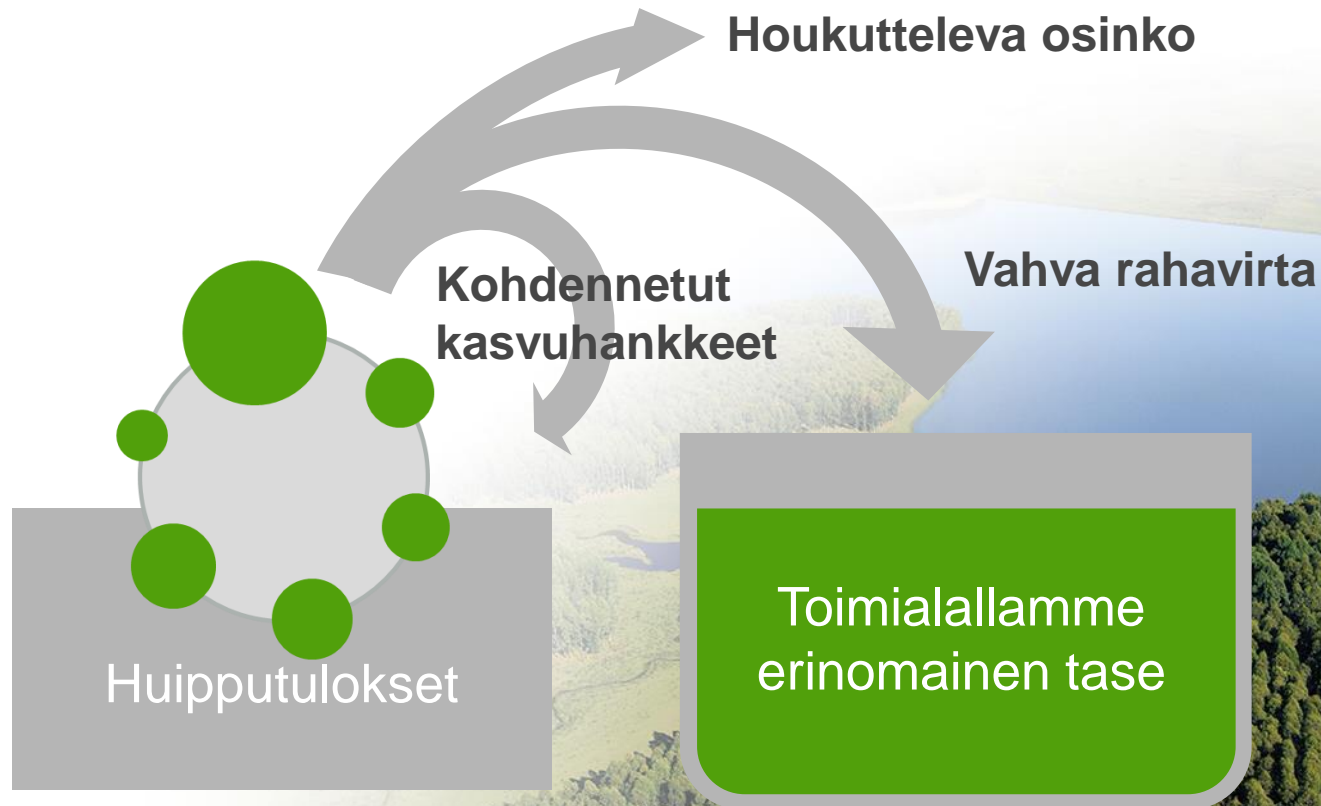 Houkutteleva osinko
Vahva rahavirta
Kohdennetut
kasvuhankkeet
Toimialallamme
erinomainen tase
Huipputulokset